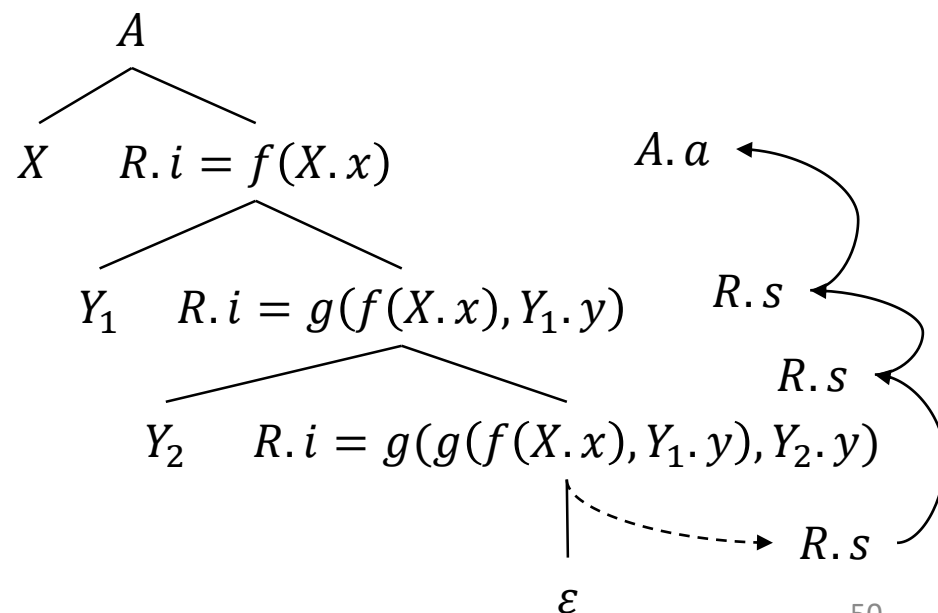 A
X R.i = f(X.x) A.a
Y₁ R.i = g(f(X.x), Y₁.y) R.s
R.s
Y₂ R.i = g(g(f(X.x), Y₁.y), Y₂.y)
R.s
ε